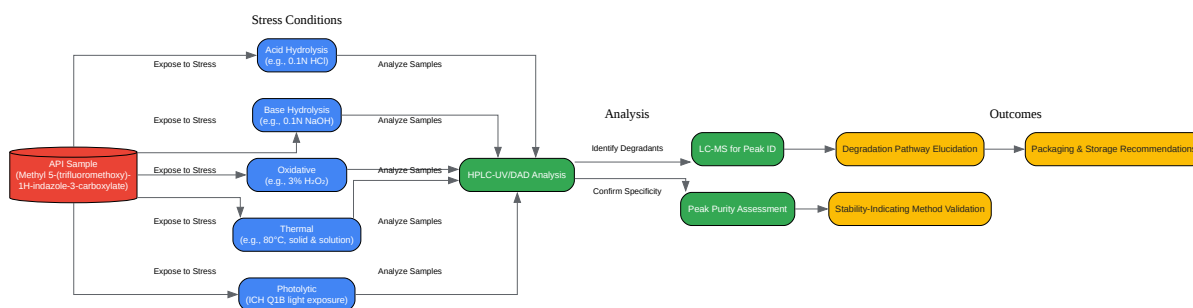 Stress Conditions
Acid Hydrolysis
(e.g., 0.1N HCl)
Expose to Stress
Analyze Samples
Base Hydrolysis
(e.g., 0.1N NaOH)
Expose to Stress
Analyze Samples
API Sample
(Methyl 5-(trifluoromethoxy)-
1H-indazole-3-carboxylate)
Expose to Stress
Oxidative
(e.g., 3% H₂O₂)
Analyze Samples
Expose to Stress
Thermal
(e.g., 80°C, solid & solution)
Analyze Samples
Expose to Stress
Photolytic
(ICH Q1B light exposure)
Analyze Samples
HPLC-UV/DAD Analysis
Analysis
Identify Degradants
LC-MS for Peak ID
Confirm Specificity
Peak Purity Assessment
Outcomes
Degradation Pathway Elucidation
Packaging & Storage Recommendations
Stability-Indicating Method Validation